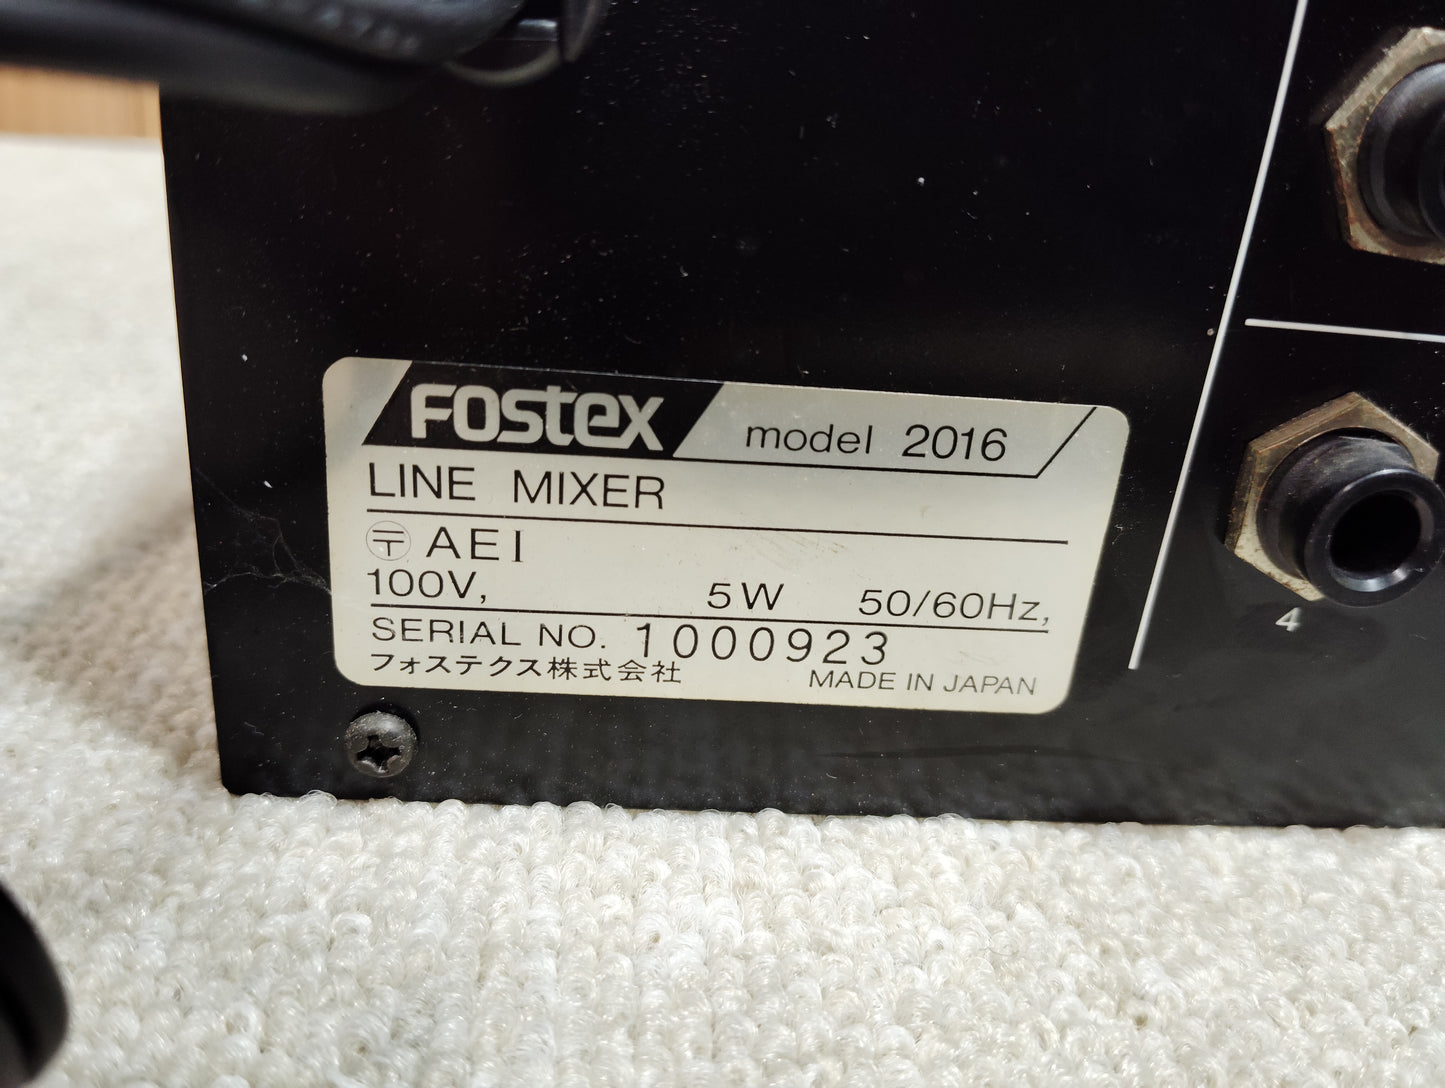 FOSTEX model 2016
LINE MIXER
〒 AEI
100V, 5W 50/60Hz,
SERIAL NO. 1000923
フォステクス株式会社 MADE IN JAPAN
4